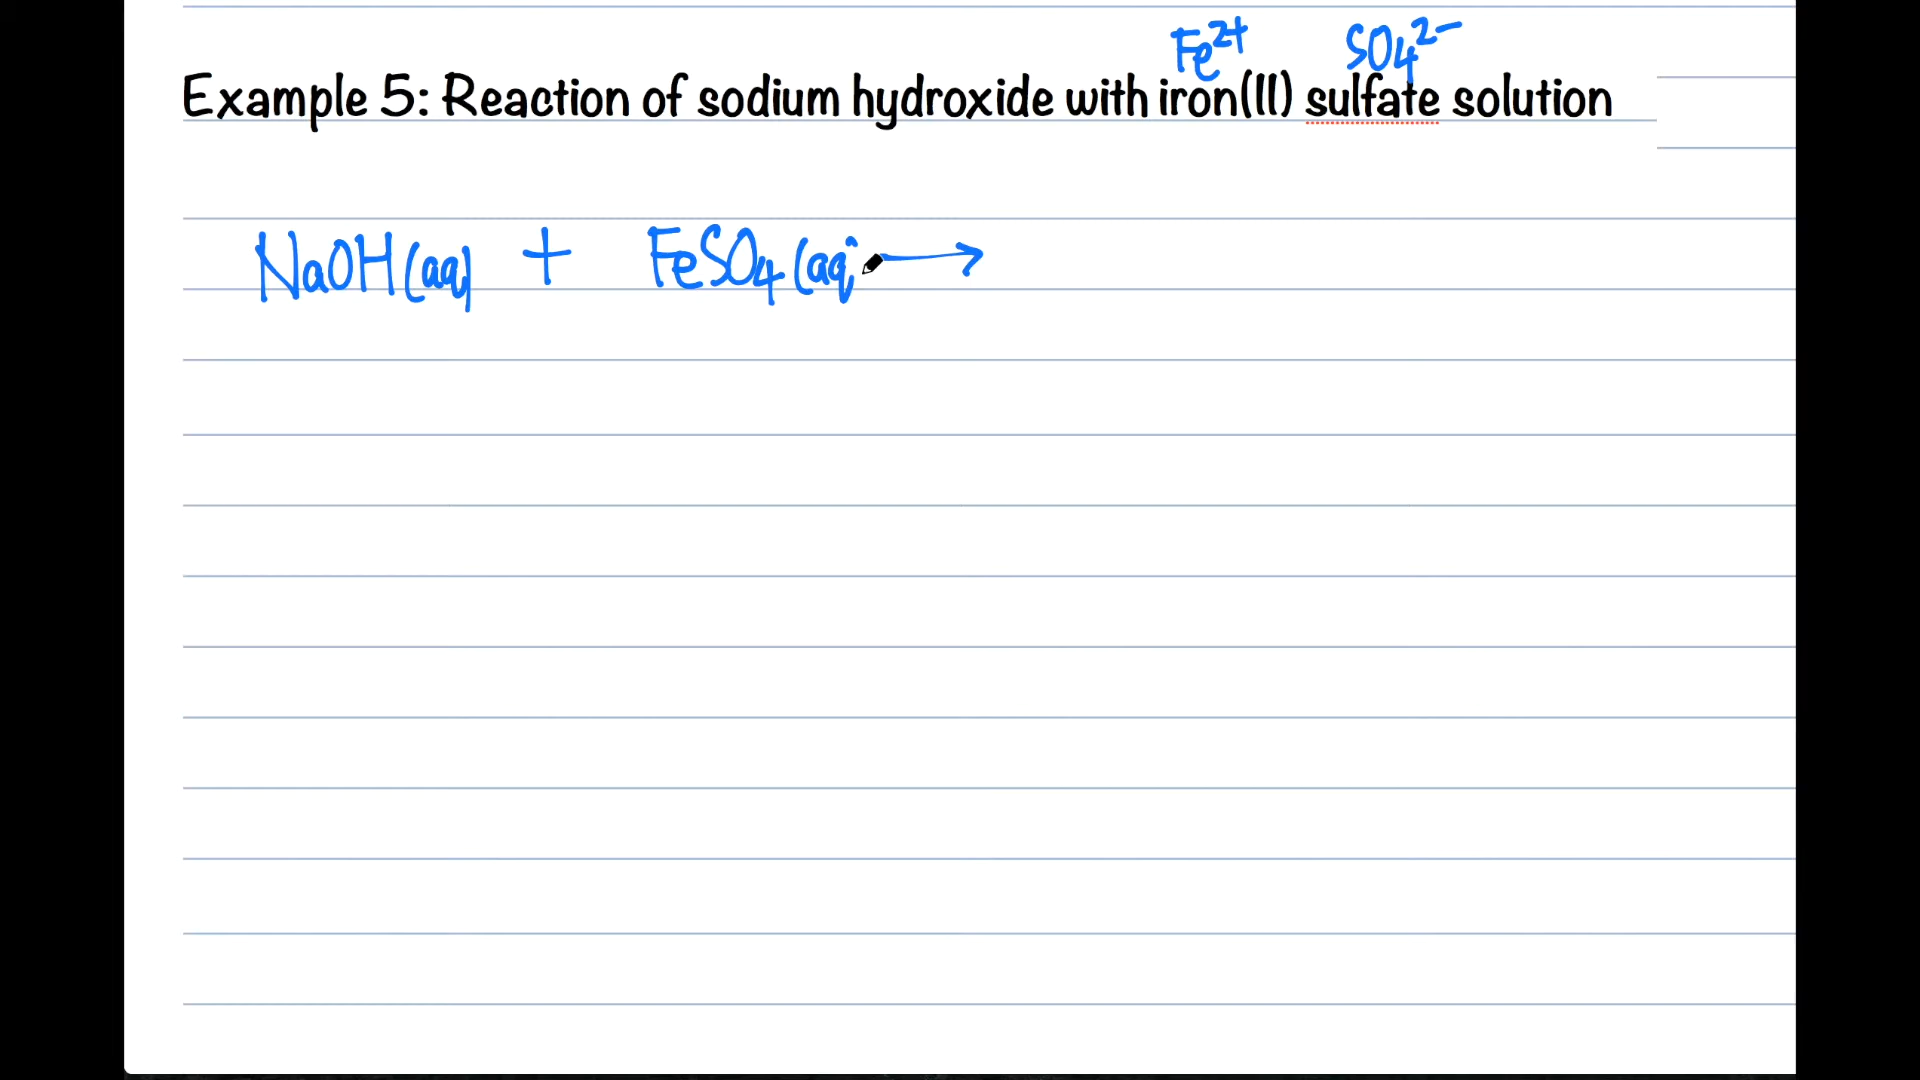 Fe²⁺ SO₄²⁻
Example 5: Reaction of sodium hydroxide with iron(II) sulfate solution
NaOH(aq) + FeSO₄(aq) →